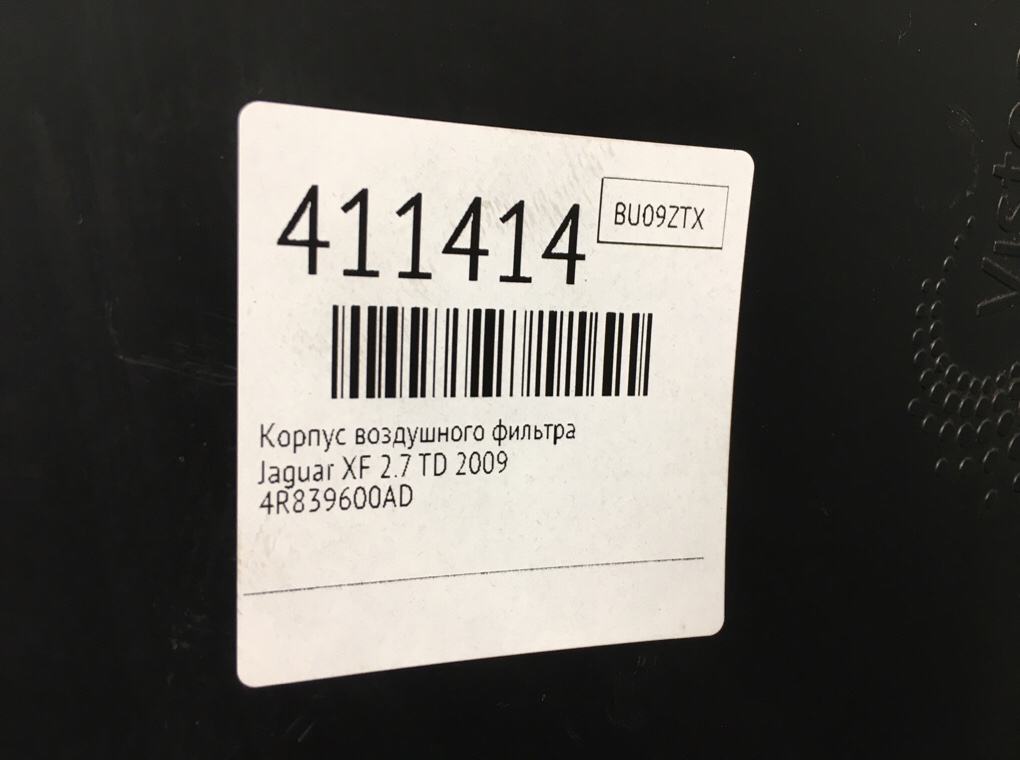 411414
BU09ZTX
Корпус воздушного фильтра
Jaguar XF 2.7 TD 2009
4R839600AD